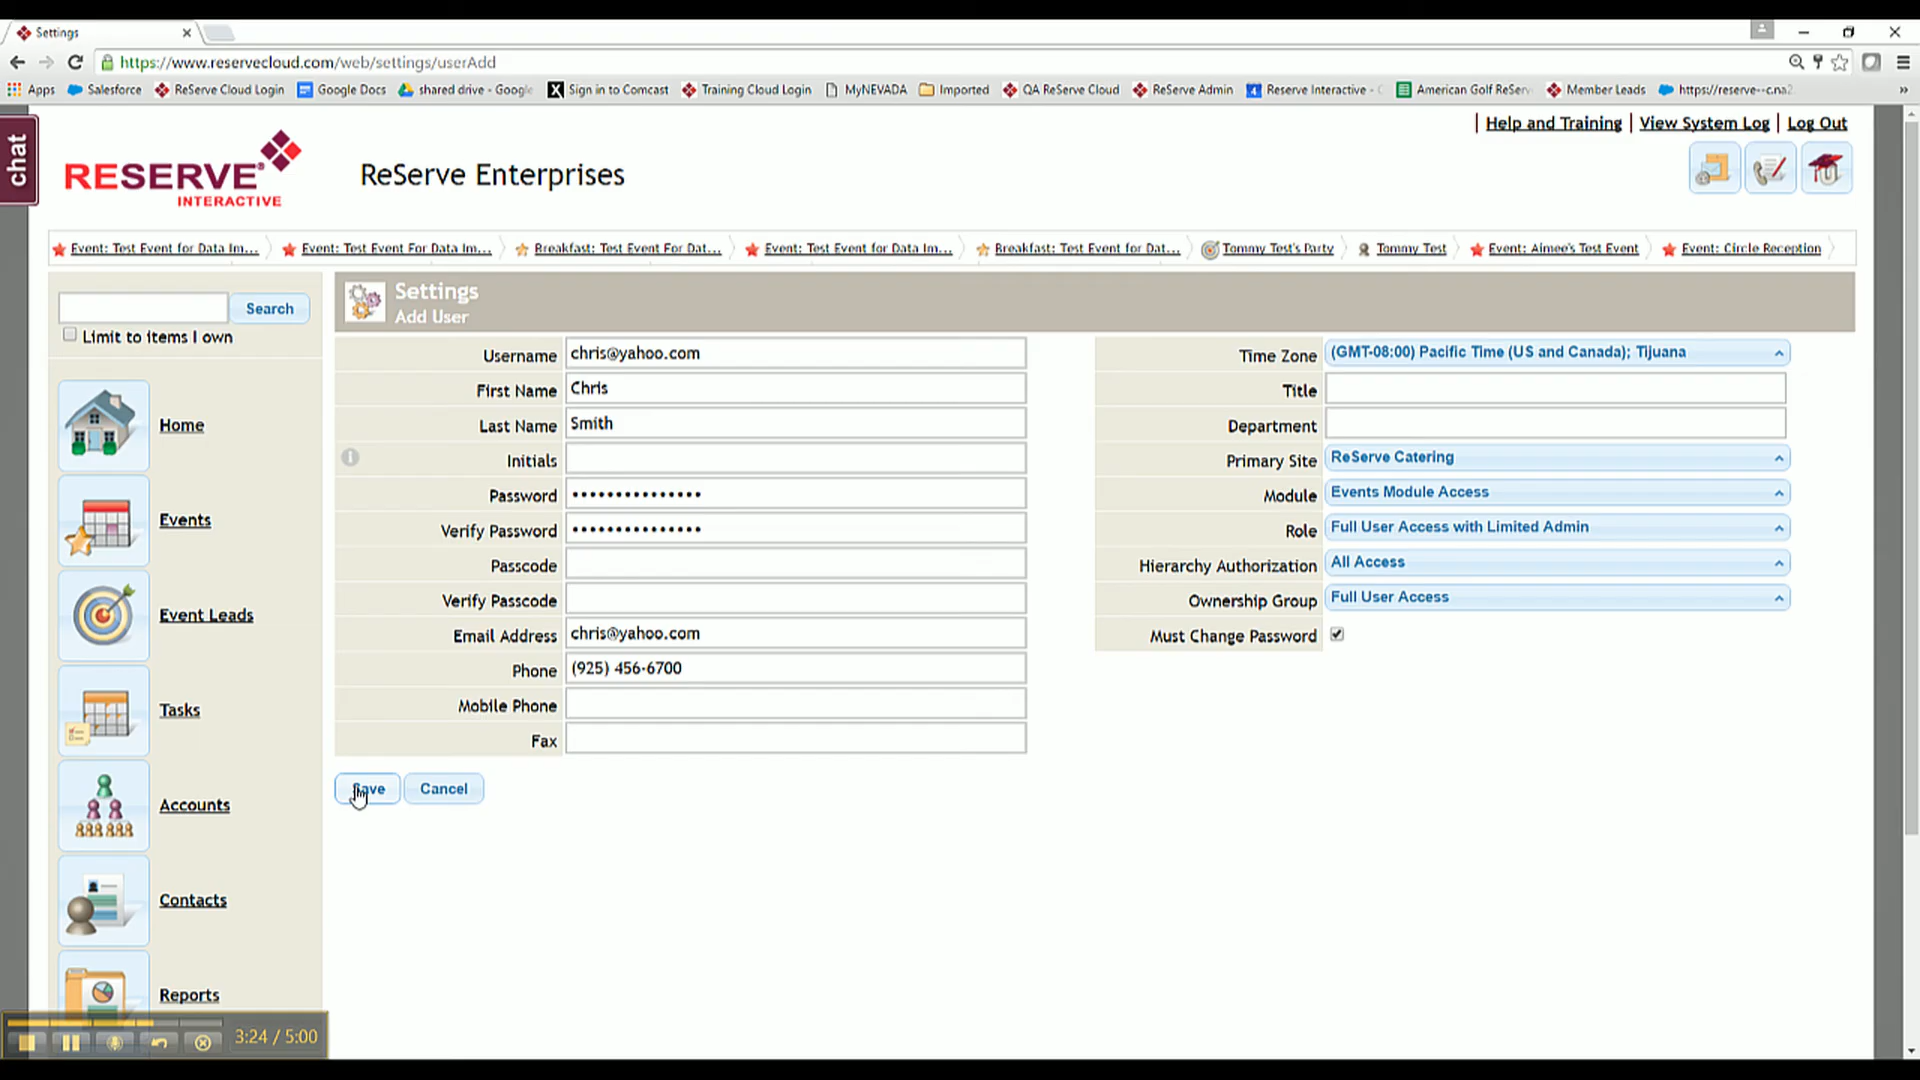 Settings
https://www.reservecloud.com/web/settings/userAdd
Apps Salesforce ReServe Cloud Login Google Docs shared drive - Google Sign in to Comcast Training Cloud Login MyNEVADA Imported QA ReServe Cloud ReServe Admin Reserve Interactive - American Golf ReServ Member Leads https://reserve--c.na2 »
Help and Training View System Log Log Out
chat
RESERVE®
INTERACTIVE
ReServe Enterprises
Event: Test Event for Data Im... Event: Test Event For Data Im... Breakfast: Test Event For Dat... Event: Test Event for Data Im... Breakfast: Test Event for Dat... Tommy Test's Party Tommy Test Event: Aimee's Test Event Event: Circle Reception
Search
Limit to items I own
Home
Events
Event Leads
Tasks
Accounts
Contacts
Reports
Settings
Add User
Username chris@yahoo.com
First Name Chris
Last Name Smith
Initials
Password •••••••••••••••
Verify Password •••••••••••••••
Passcode
Verify Passcode
Email Address chris@yahoo.com
Phone (925) 456-6700
Mobile Phone
Fax
Save Cancel
Time Zone (GMT-08:00) Pacific Time (US and Canada); Tijuana
Title
Department
Primary Site ReServe Catering
Module Events Module Access
Role Full User Access with Limited Admin
Hierarchy Authorization All Access
Ownership Group Full User Access
Must Change Password
3:24 / 5:00